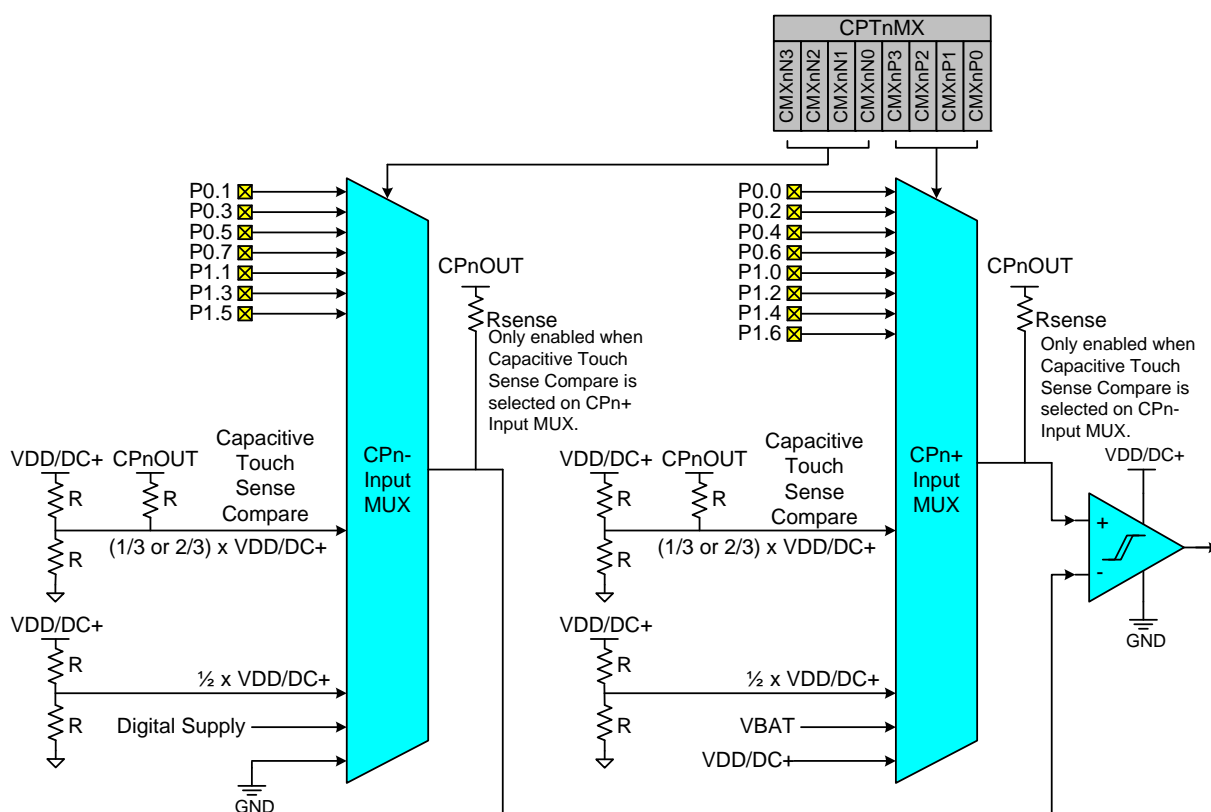 CPTnMX
CMXnN3
CMXnN2
CMXnN1
CMXnN0
CMXnP3
CMXnP2
CMXnP1
CMXnP0
P0.1
P0.3
P0.5
P0.7
P1.1
P1.3
P1.5
CPnOUT
Rsense
Only enabled when
Capacitive Touch
Sense Compare is
selected on CPn+
Input MUX.
VDD/DC+
R
R
CPnOUT
R
Capacitive
Touch
Sense
Compare
(1/3 or 2/3) x VDD/DC+
VDD/DC+
R
R
½ x VDD/DC+
Digital Supply
GND
CPn-
Input
MUX
P0.0
P0.2
P0.4
P0.6
P1.0
P1.2
P1.4
P1.6
CPnOUT
Rsense
Only enabled when
Capacitive Touch
Sense Compare is
selected on CPn-
Input MUX.
VDD/DC+
R
R
CPnOUT
R
Capacitive
Touch
Sense
Compare
(1/3 or 2/3) x VDD/DC+
VDD/DC+
R
R
½ x VDD/DC+
VBAT
VDD/DC+
CPn+
Input
MUX
VDD/DC+
+
-
GND